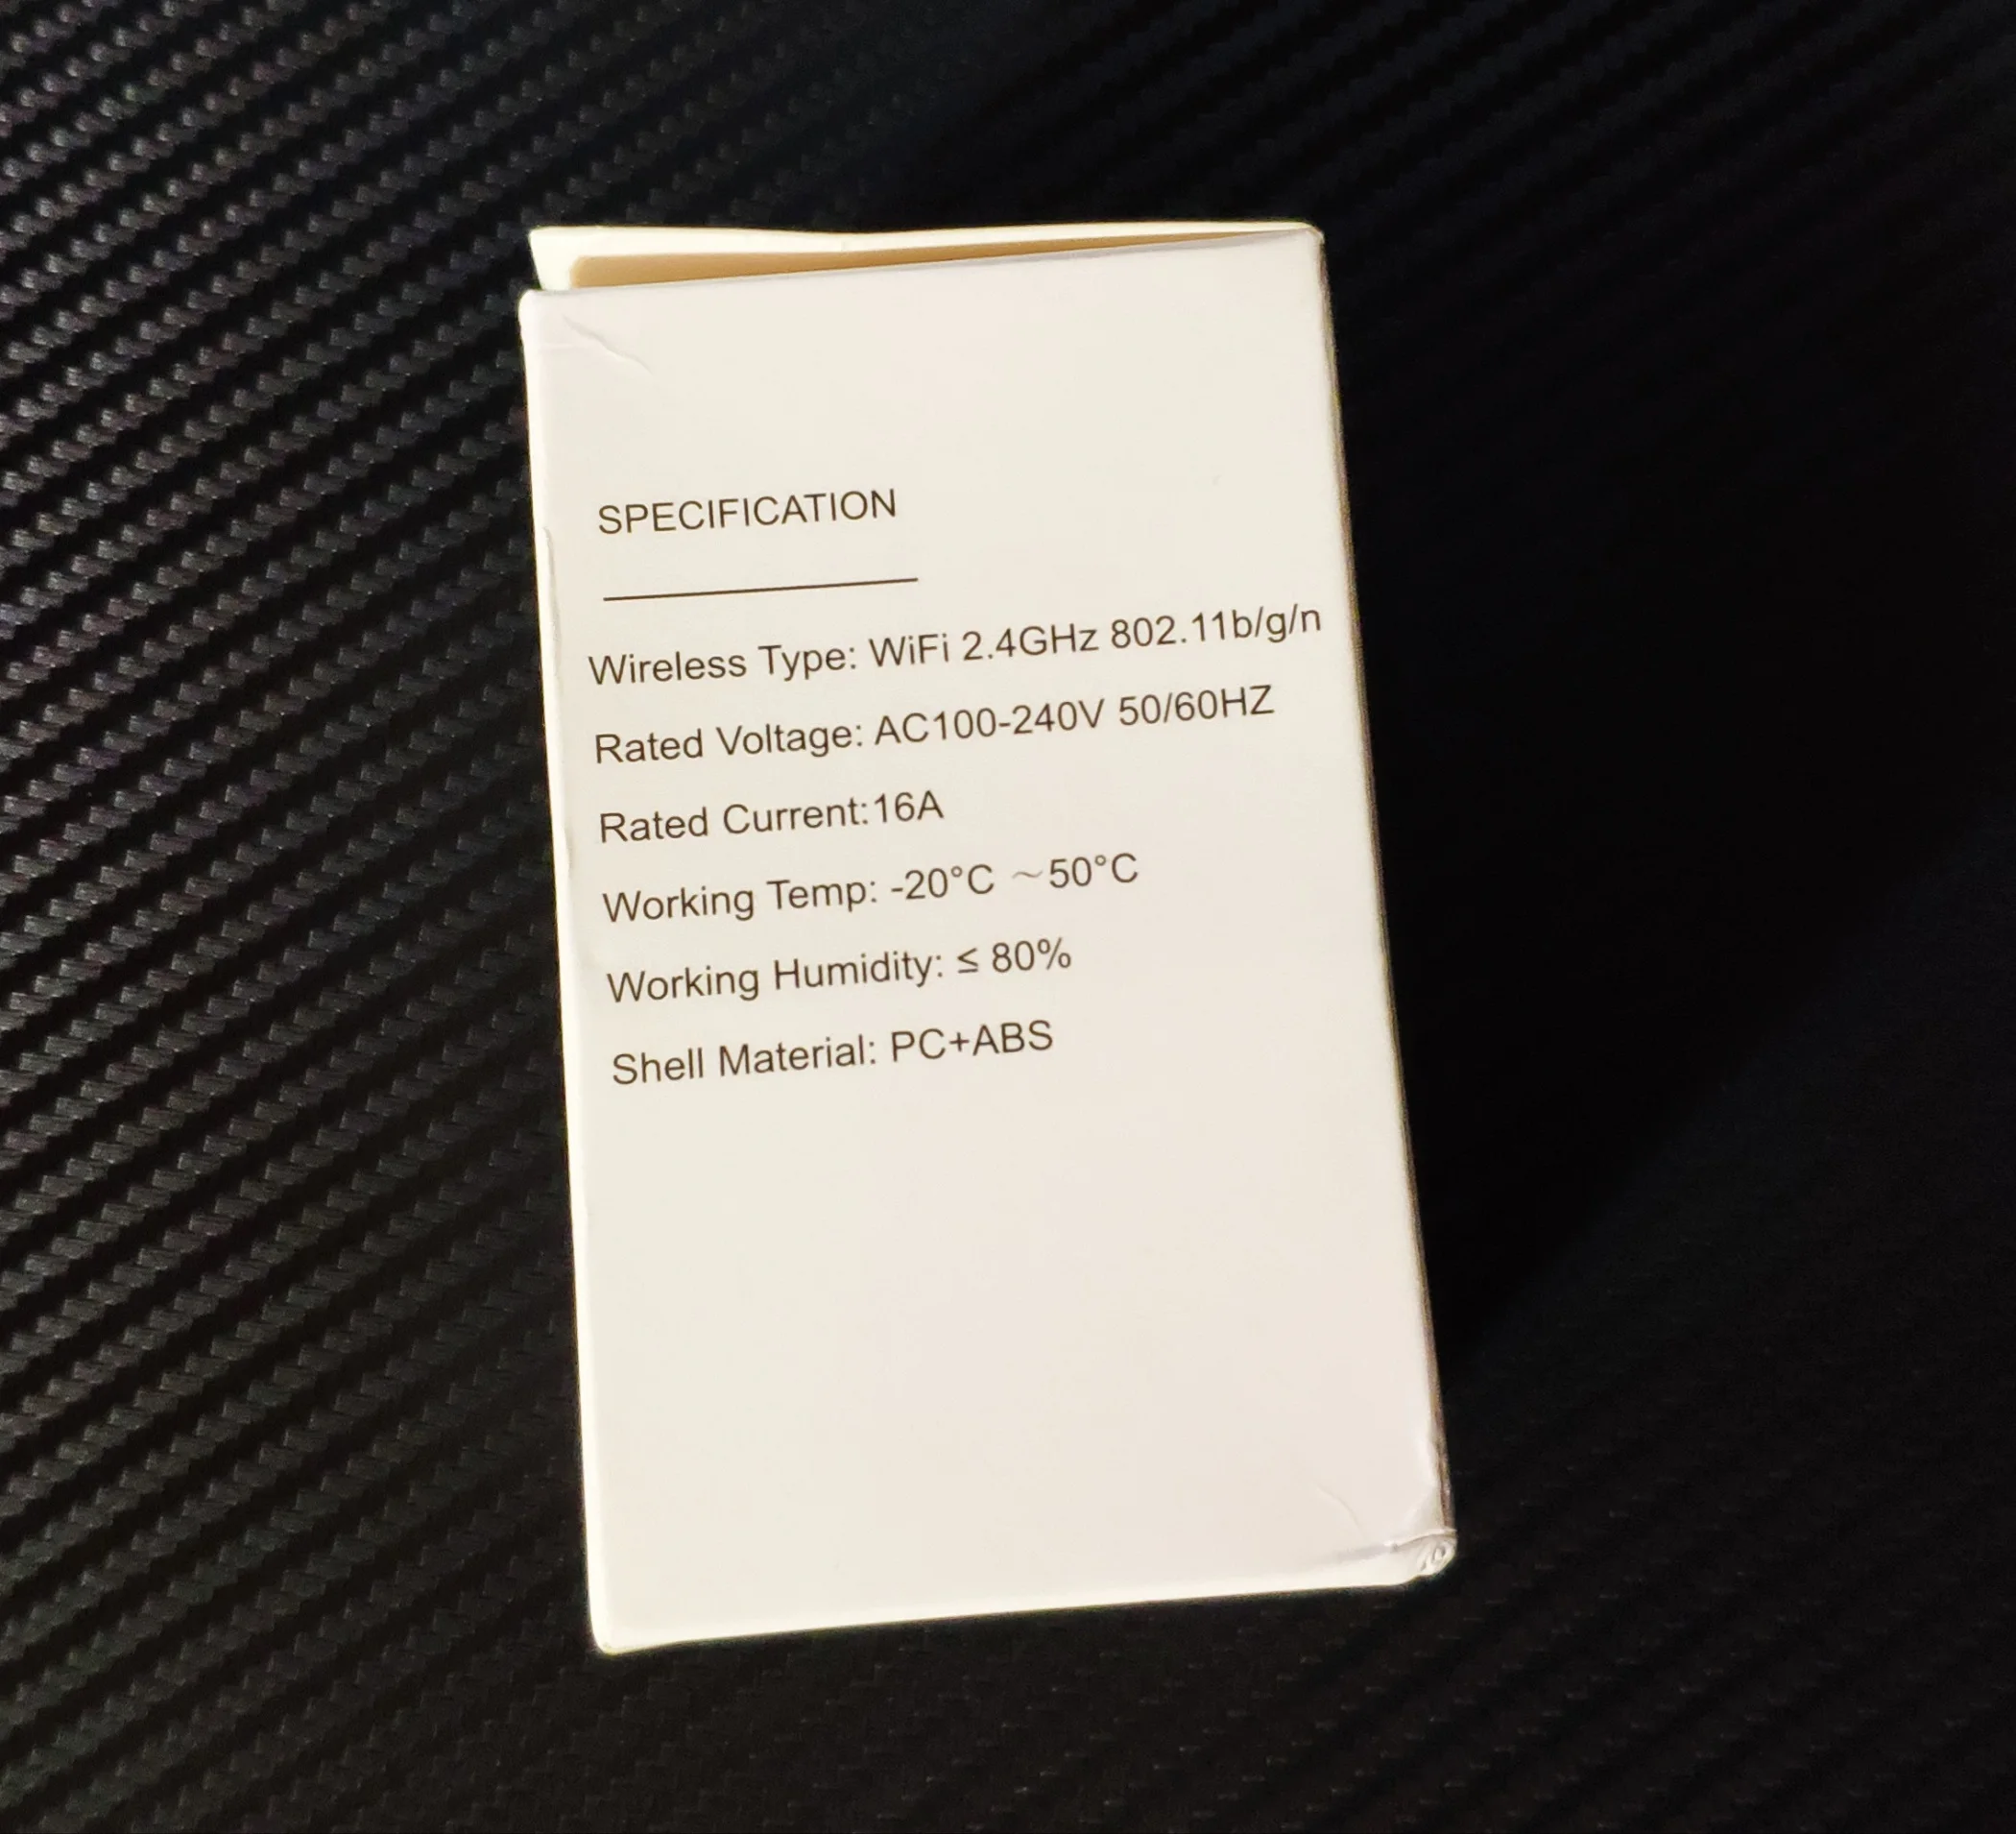 SPECIFICATION
Wireless Type: WiFi 2.4GHz 802.11b/g/n
Rated Voltage: AC100-240V 50/60HZ
Rated Current:16A
Working Temp: -20°C ～50°C
Working Humidity: ≤ 80%
Shell Material: PC+ABS